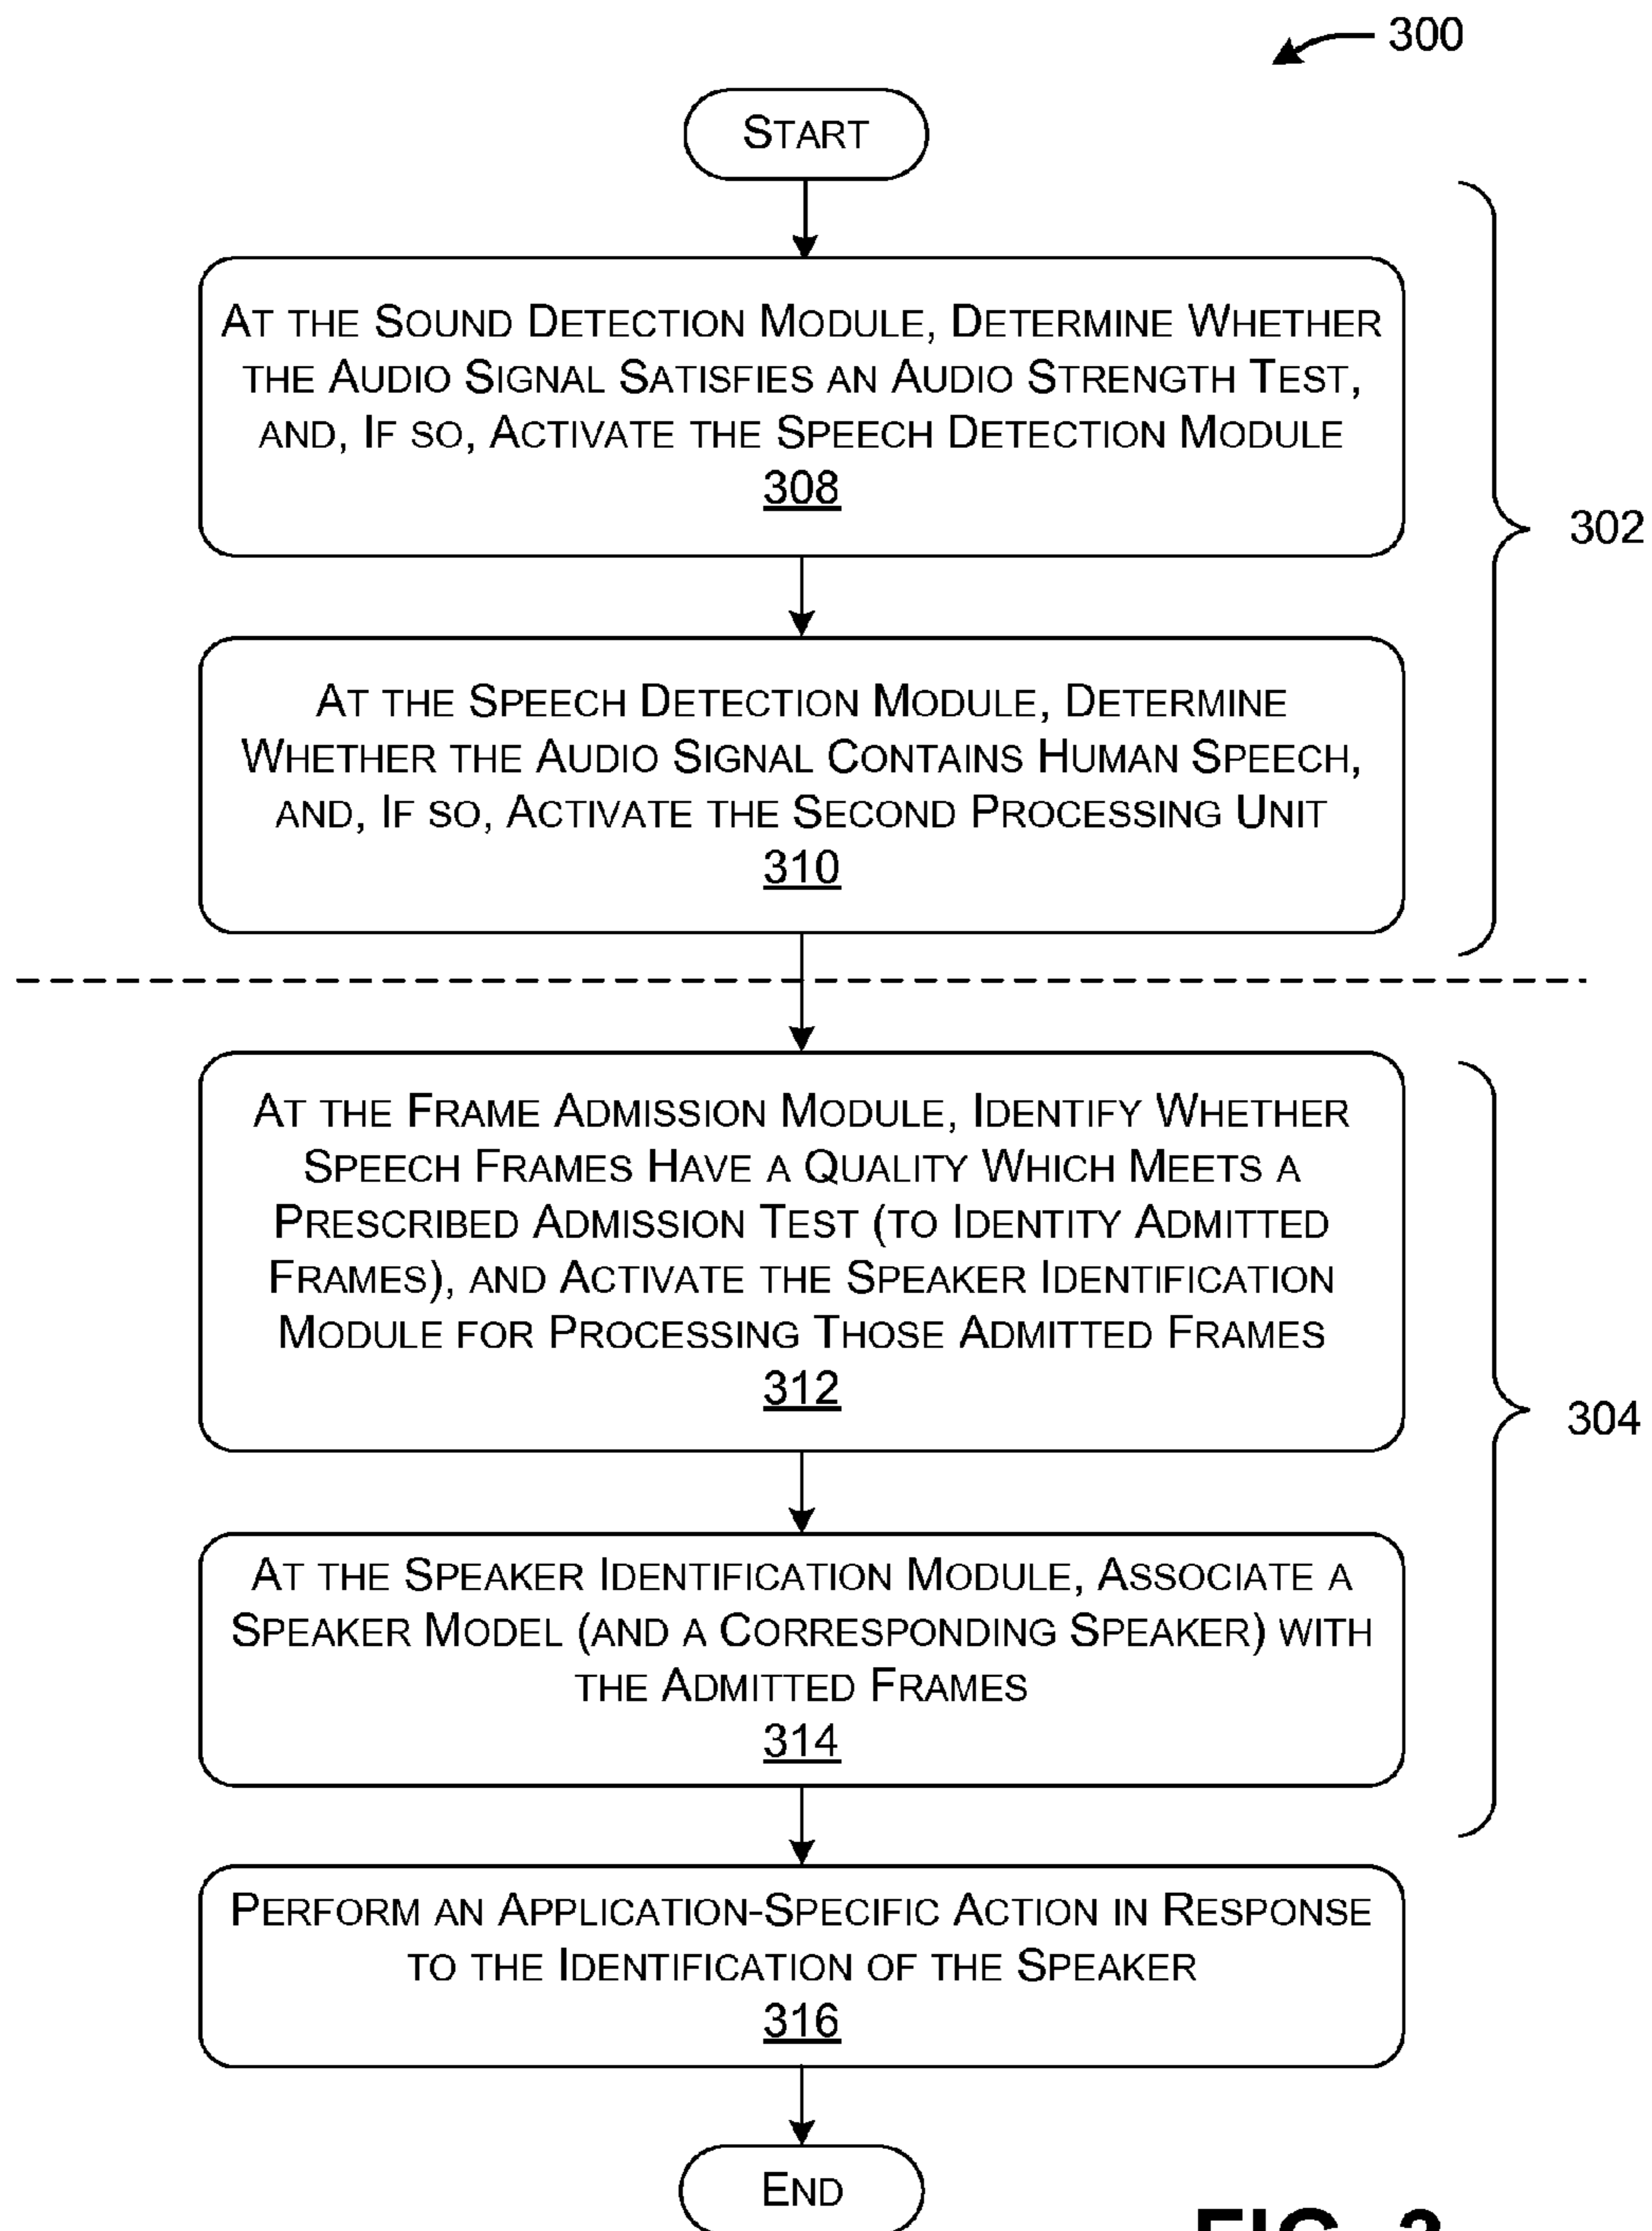 300
START
AT THE SOUND DETECTION MODULE, DETERMINE WHETHER
THE AUDIO SIGNAL SATISFIES AN AUDIO STRENGTH TEST,
AND, IF SO, ACTIVATE THE SPEECH DETECTION MODULE
308
302
AT THE SPEECH DETECTION MODULE, DETERMINE
WHETHER THE AUDIO SIGNAL CONTAINS HUMAN SPEECH,
AND, IF SO, ACTIVATE THE SECOND PROCESSING UNIT
310
AT THE FRAME ADMISSION MODULE, IDENTIFY WHETHER
SPEECH FRAMES HAVE A QUALITY WHICH MEETS A
PRESCRIBED ADMISSION TEST (TO IDENTITY ADMITTED
FRAMES), AND ACTIVATE THE SPEAKER IDENTIFICATION
MODULE FOR PROCESSING THOSE ADMITTED FRAMES
312
304
AT THE SPEAKER IDENTIFICATION MODULE, ASSOCIATE A
SPEAKER MODEL (AND A CORRESPONDING SPEAKER) WITH
THE ADMITTED FRAMES
314
PERFORM AN APPLICATION-SPECIFIC ACTION IN RESPONSE
TO THE IDENTIFICATION OF THE SPEAKER
316
END
FIG. 3